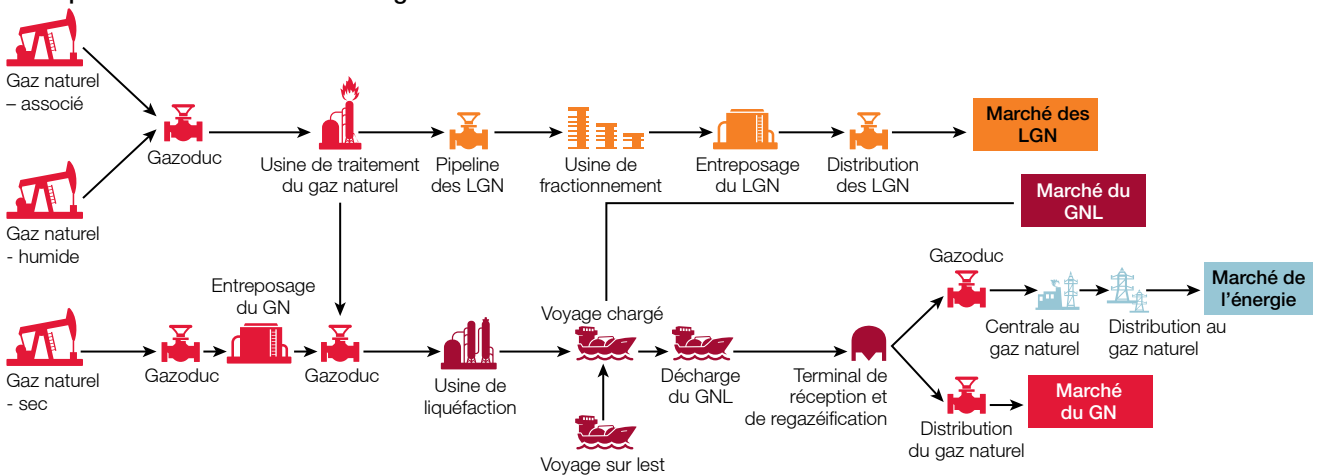 Gaz naturel
– associé
Gazoduc
Usine de traitement
du gaz naturel
Pipeline
des LGN
Usine de
fractionnement
Entreposage
du LGN
Distribution
des LGN
Marché des
LGN
Gaz naturel
- humide
Marché du
GNL
Gaz naturel
- sec
Gazoduc
Entreposage
du GN
Gazoduc
Usine de
liquéfaction
Voyage chargé
Voyage sur lest
Décharge
du GNL
Terminal de
réception et
de regazéification
Gazoduc
Centrale au
gaz naturel
Distribution au
gaz naturel
Marché de
l’énergie
Distribution
du gaz naturel
Marché
du GN